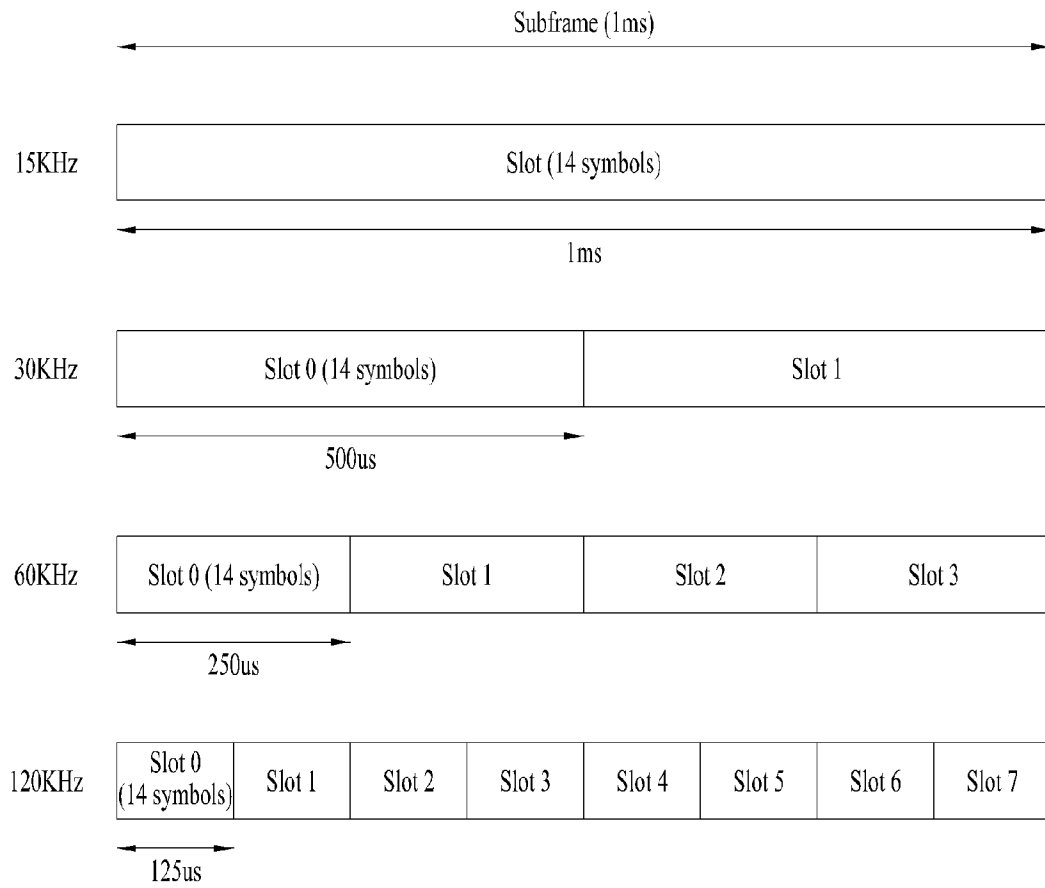 Subframe (1ms)
15KHz
Slot (14 symbols)
1ms
30KHz
Slot 0 (14 symbols)
Slot 1
500us
60KHz
Slot 0 (14 symbols)
Slot 1
Slot 2
Slot 3
250us
120KHz
Slot 0
(14 symbols)
Slot 1
Slot 2
Slot 3
Slot 4
Slot 5
Slot 6
Slot 7
125us